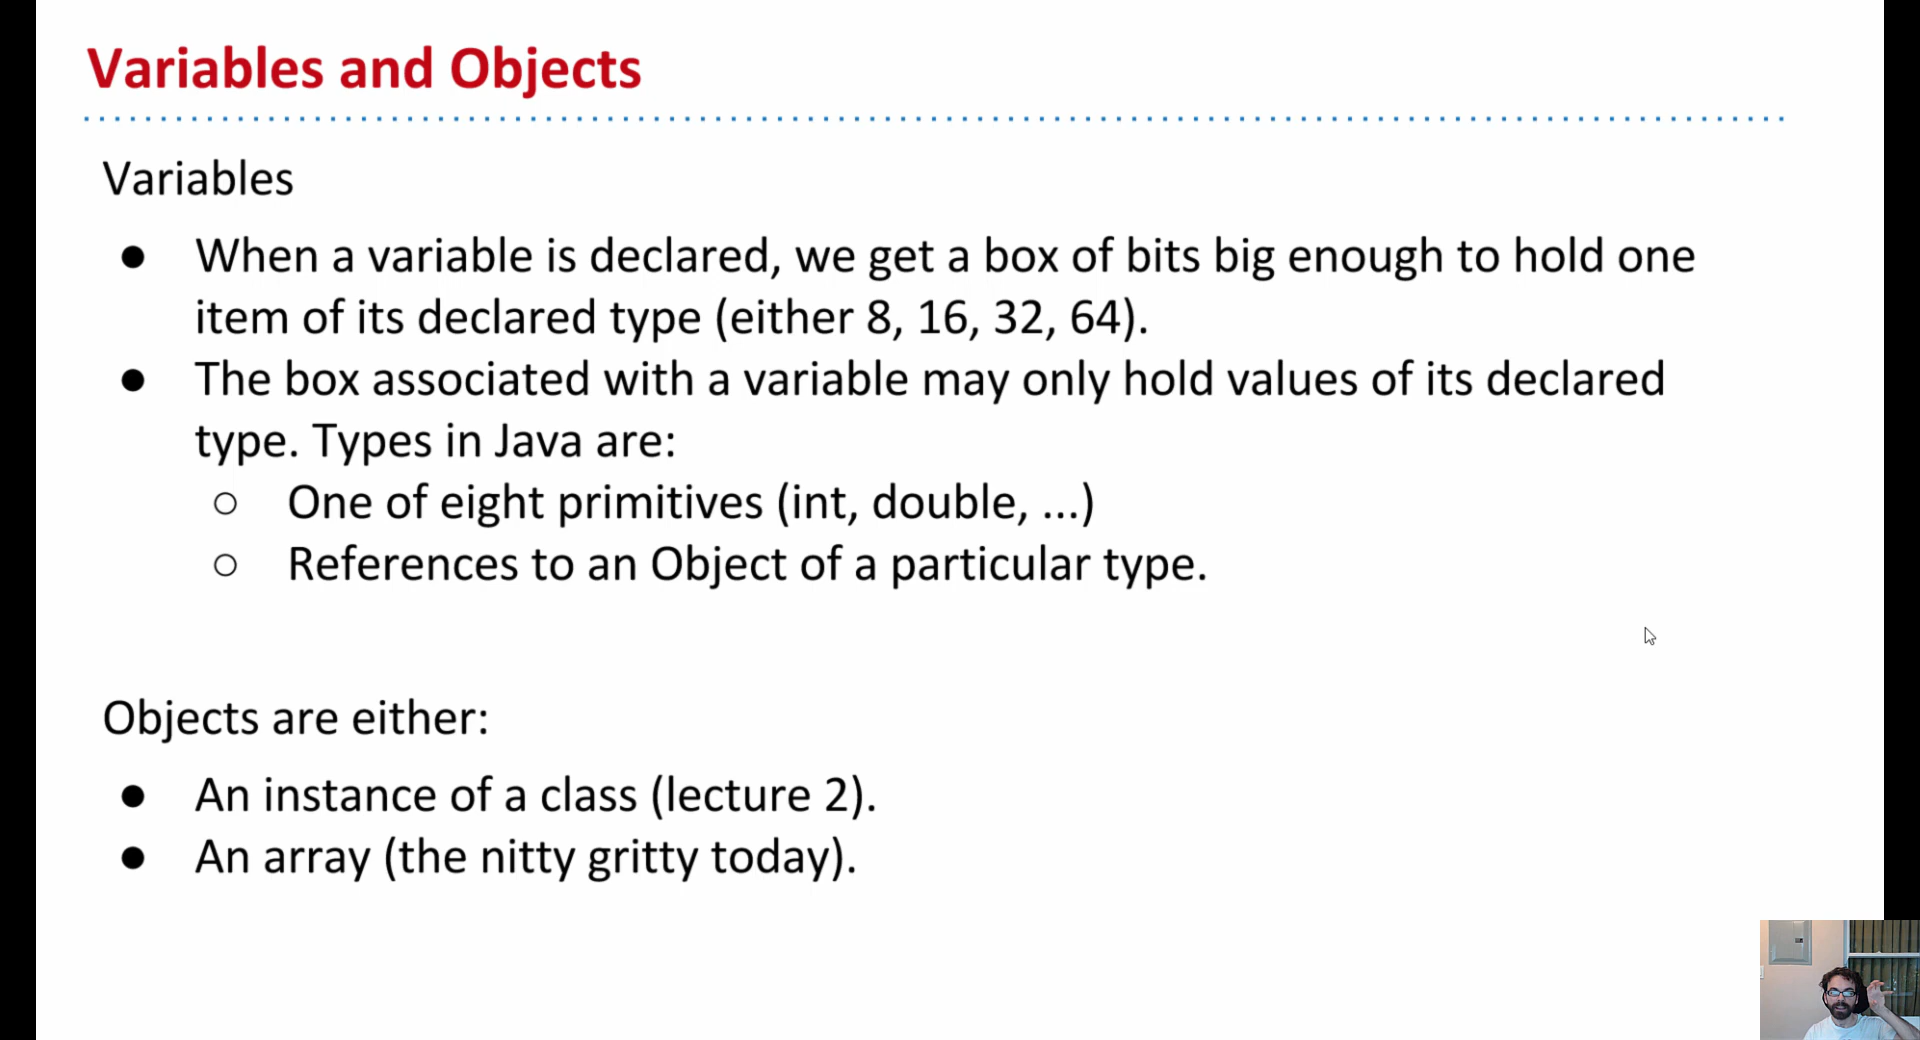 Variables and Objects
Variables
● When a variable is declared, we get a box of bits big enough to hold one
item of its declared type (either 8, 16, 32, 64).
● The box associated with a variable may only hold values of its declared
type. Types in Java are:
○ One of eight primitives (int, double, ...)
○ References to an Object of a particular type.
Objects are either:
● An instance of a class (lecture 2).
● An array (the nitty gritty today).